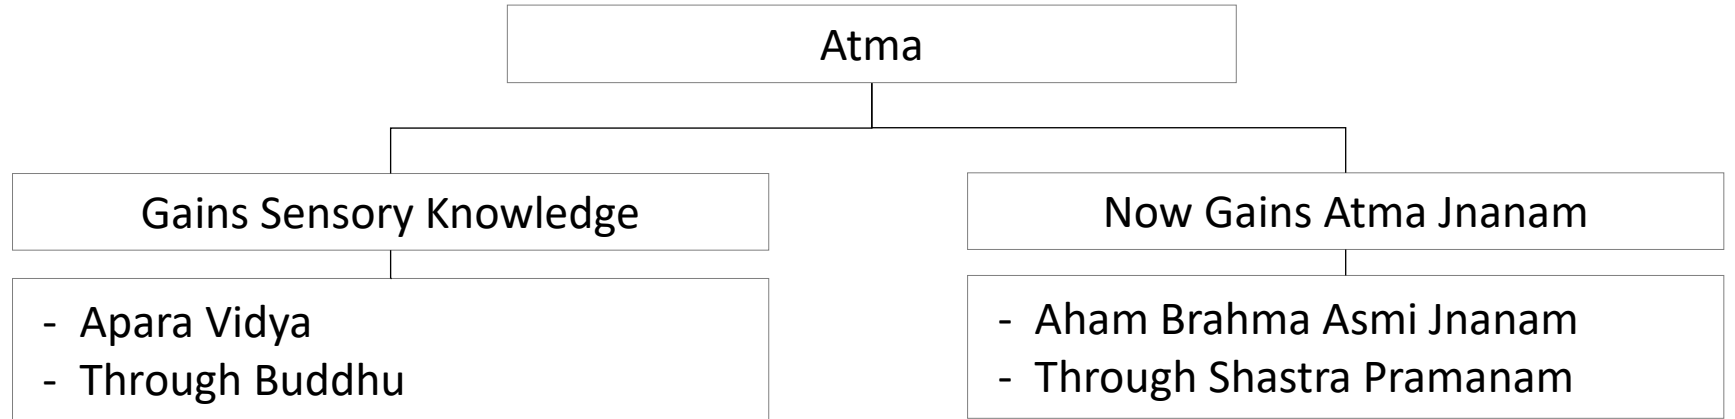 Atma
Gains Sensory Knowledge
- Apara Vidya
- Through Buddhu
Now Gains Atma Jnanam
- Aham Brahma Asmi Jnanam
- Through Shastra Pramanam